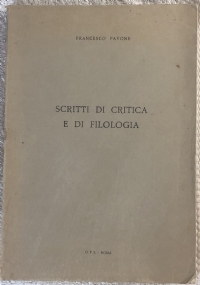 FRANCESCO PAVONE
SCRITTI DI CRITICA
E DI FILOLOGIA